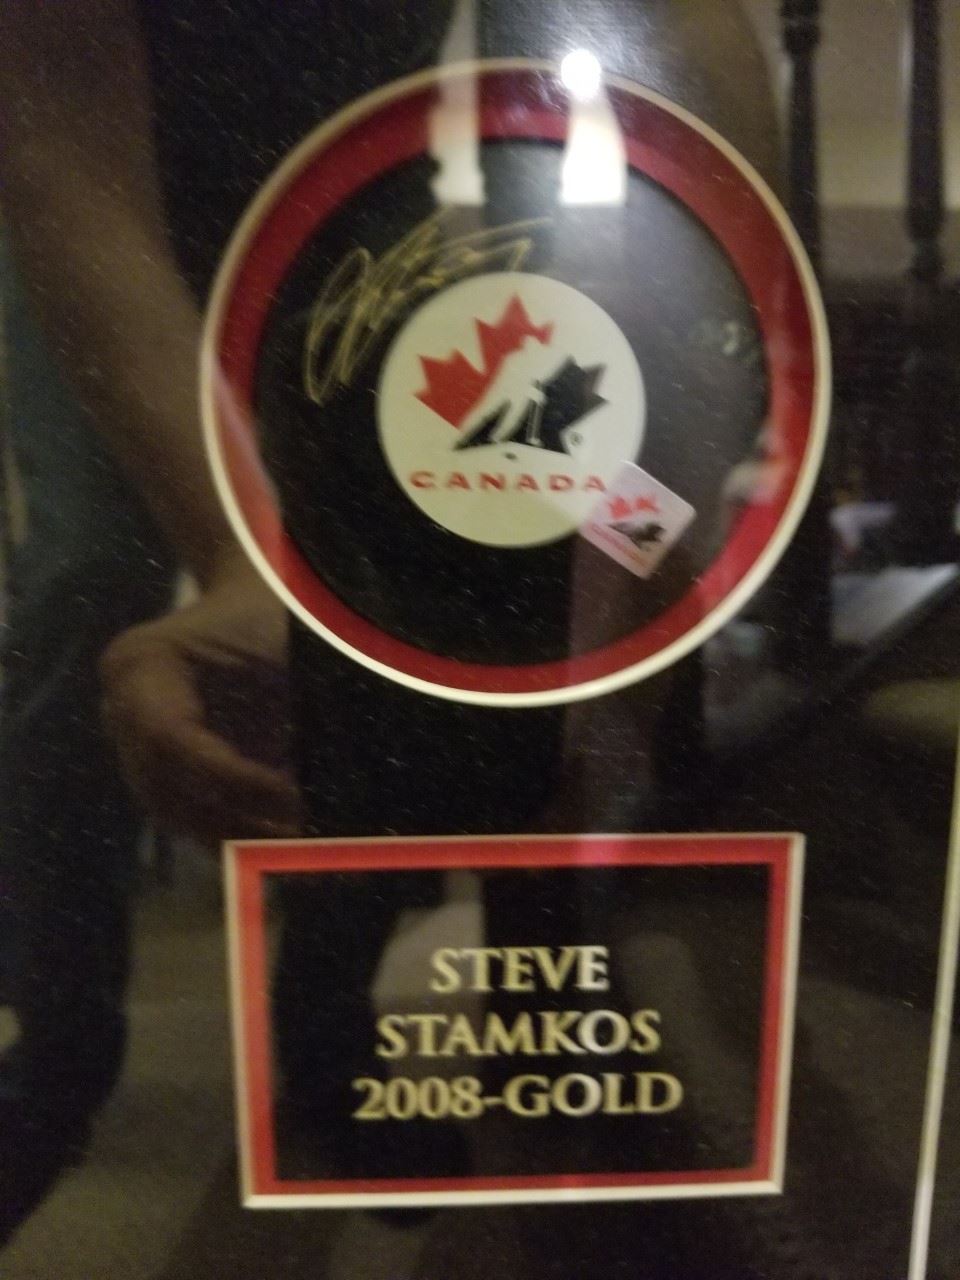 CANADA
STEVE
STAMKOS
2008-GOLD